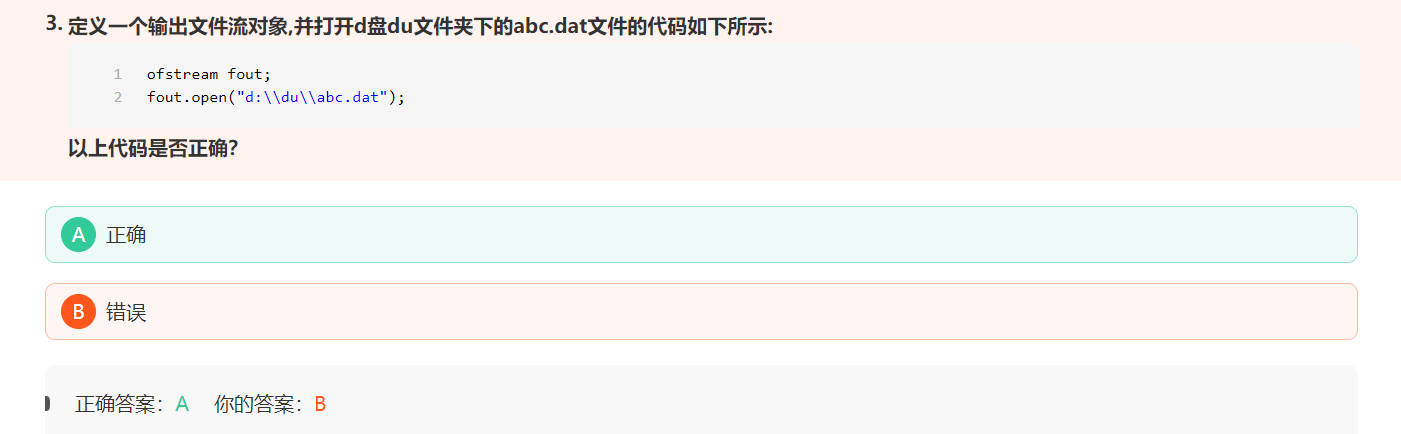 3. 定义一个输出文件流对象,并打开d盘du文件夹下的abc.dat文件的代码如下所示:
1 ofstream fout;
2 fout.open("d:\\du\\abc.dat");
以上代码是否正确?
A 正确
B 错误
正确答案: A 你的答案: B